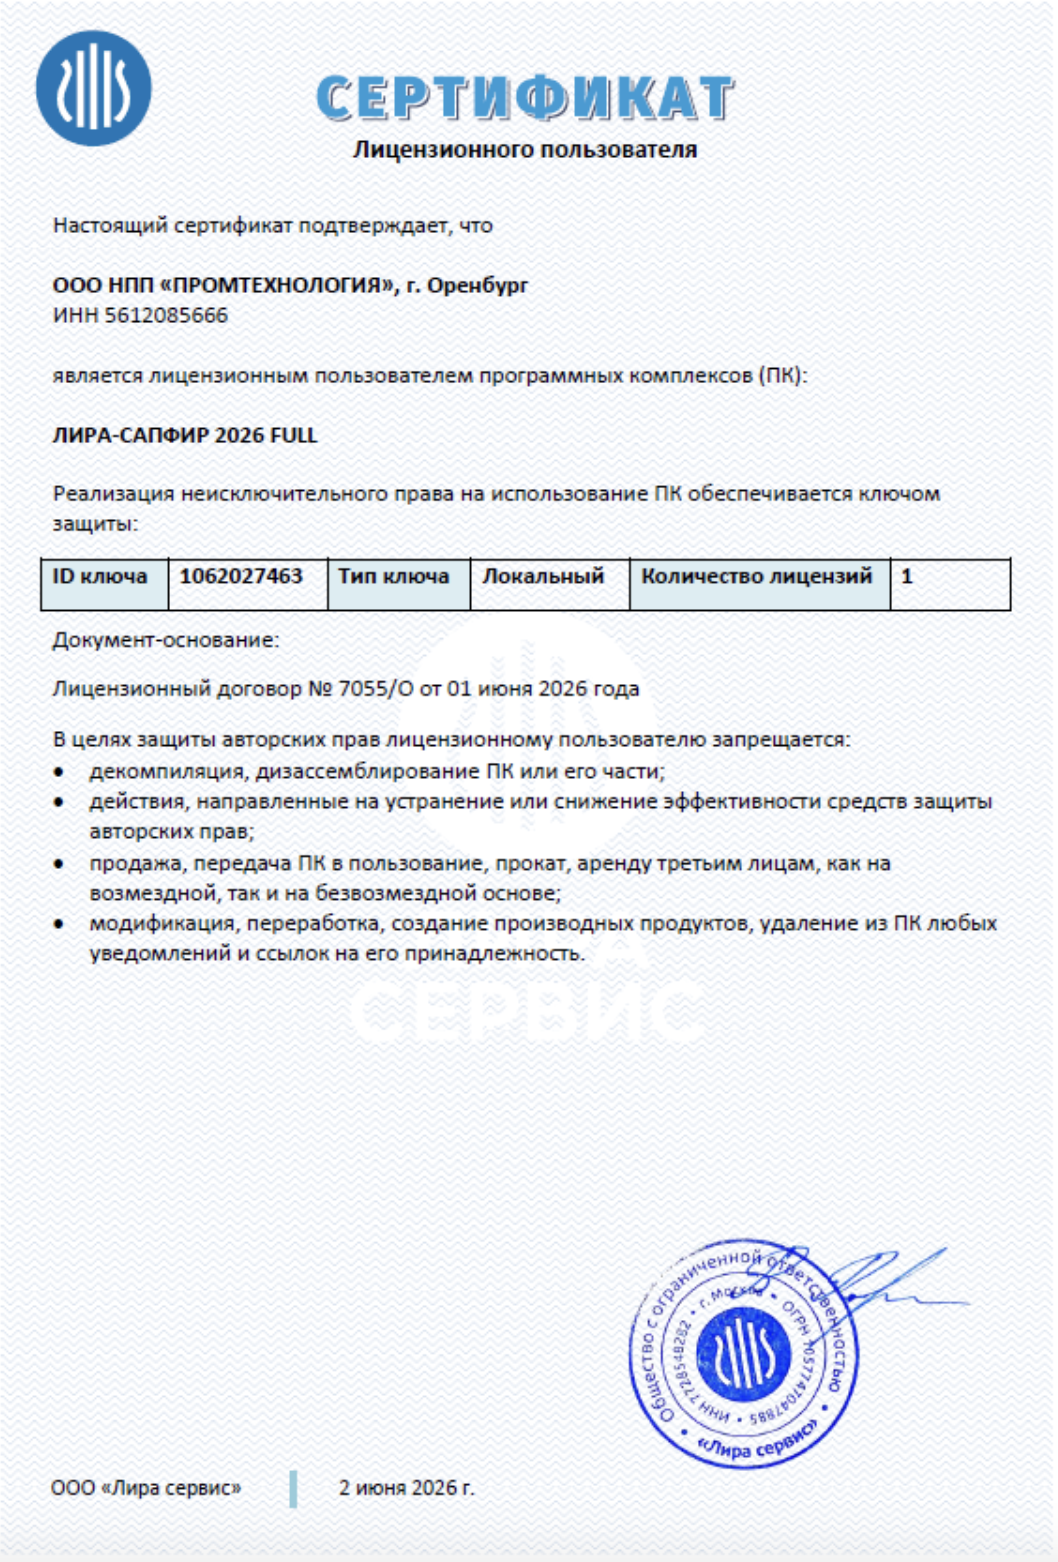 СЕРТИФИКАТ
Лицензионного пользователя
Настоящий сертификат подтверждает, что
ООО НПП «ПРОМТЕХНОЛОГИЯ», г. Оренбург
ИНН 5612085666
является лицензионным пользователем программных комплексов (ПК):
ЛИРА-САПФИР 2026 FULL
Реализация неисключительного права на использование ПК обеспечивается ключом
защиты:
ID ключа 1062027463 Тип ключа Локальный Количество лицензий 1
Документ-основание:
Лицензионный договор № 7055/О от 01 июня 2026 года
В целях защиты авторских прав лицензионному пользователю запрещается:
• декомпиляция, дизассемблирование ПК или его части;
• действия, направленные на устранение или снижение эффективности средств защиты
авторских прав;
• продажа, передача ПК в пользование, прокат, аренду третьим лицам, как на
возмездной, так и на безвозмездной основе;
• модификация, переработка, создание производных продуктов, удаление из ПК любых
уведомлений и ссылок на его принадлежность.
СЕРВИС
Общество с ограниченной ответственностью
• «Лира сервис» •
ИНН 7728548282 • г. Москва • ОГРН 1057747047885 •
ООО «Лира сервис» 2 июня 2026 г.